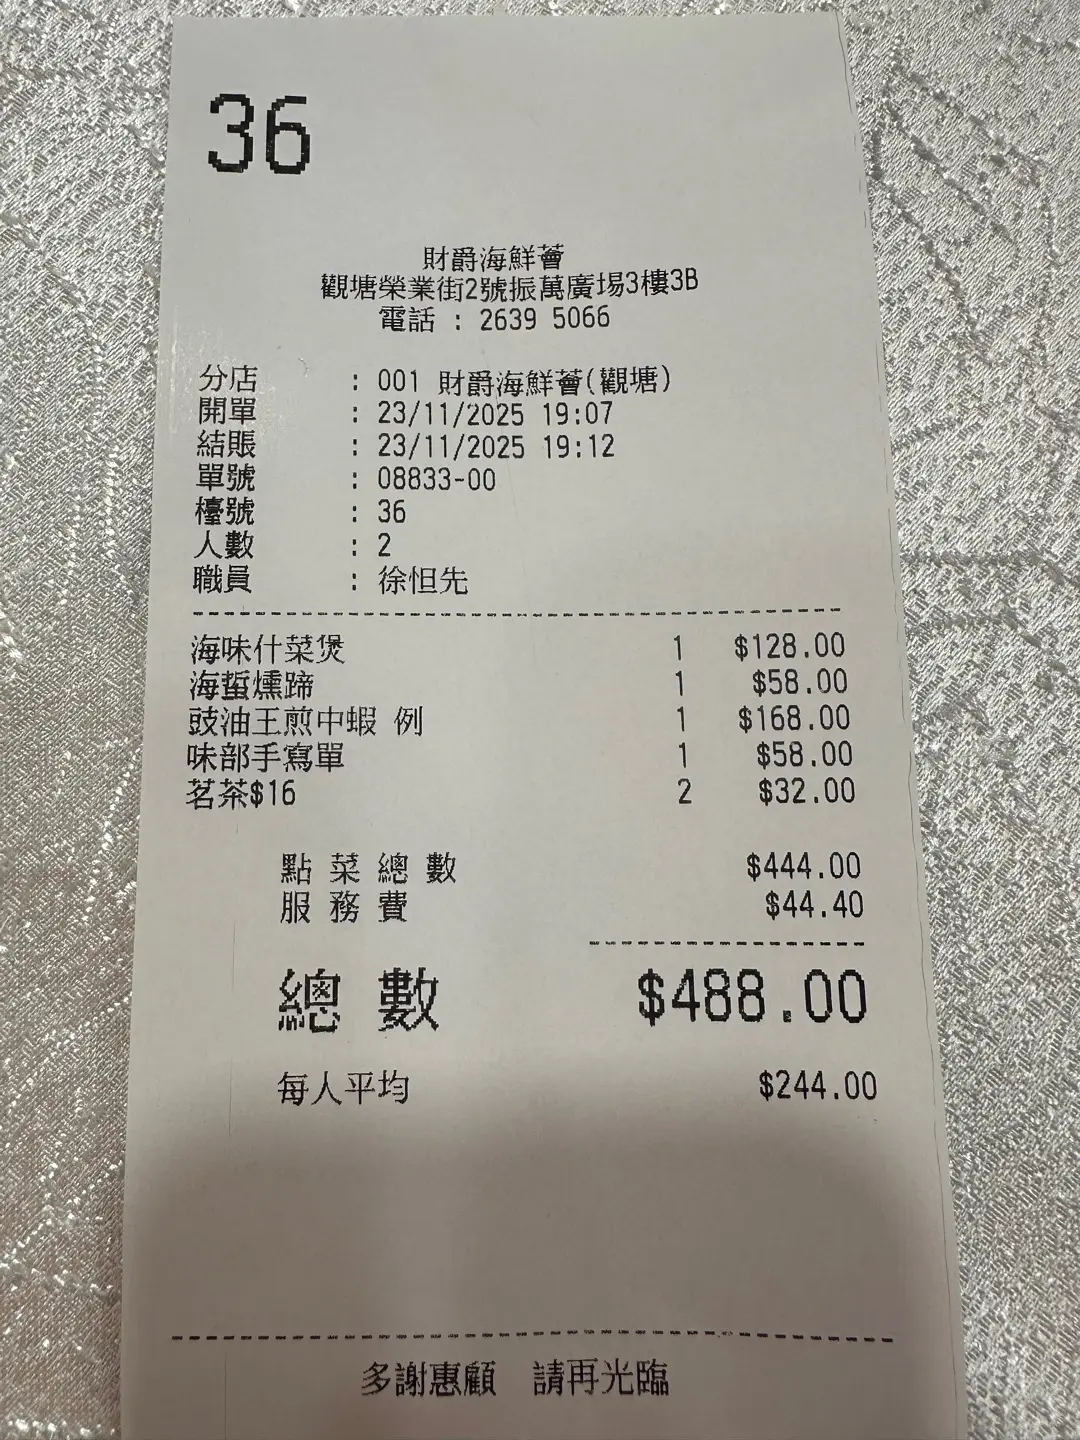 36
財爵海鮮薈
觀塘榮業街2號振萬廣場3樓3B
電話 : 2639 5066
分店 : 001 財爵海鮮薈(觀塘)
開單 : 23/11/2025 19:07
結賬 : 23/11/2025 19:12
單號 : 08833-00
檯號 : 36
人數 : 2
職員 : 徐怛先
海味什菜煲 1 $128.00
海蜇燻蹄 1 $58.00
豉油王煎中蝦 例 1 $168.00
味部手寫單 1 $58.00
茗茶$16 2 $32.00
點菜總數 $444.00
服務費 $44.40
總數 $488.00
每人平均 $244.00
多謝惠顧 請再光臨